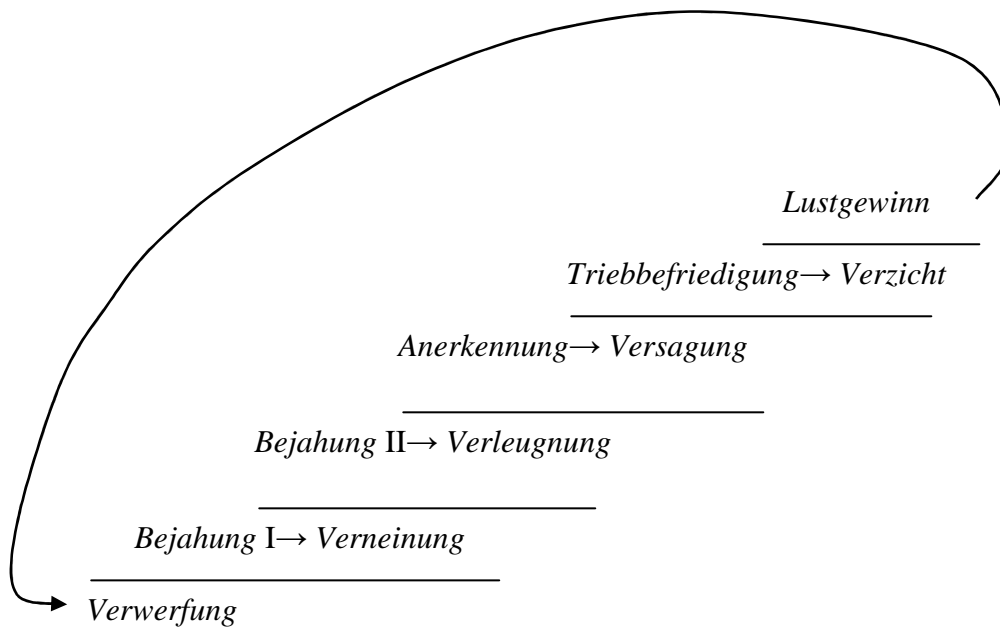 Lustgewinn
Triebbefriedigung→ Verzicht
Anerkennung→ Versagung
Bejahung II→ Verleugnung
Bejahung I→ Verneinung
Verwerfung